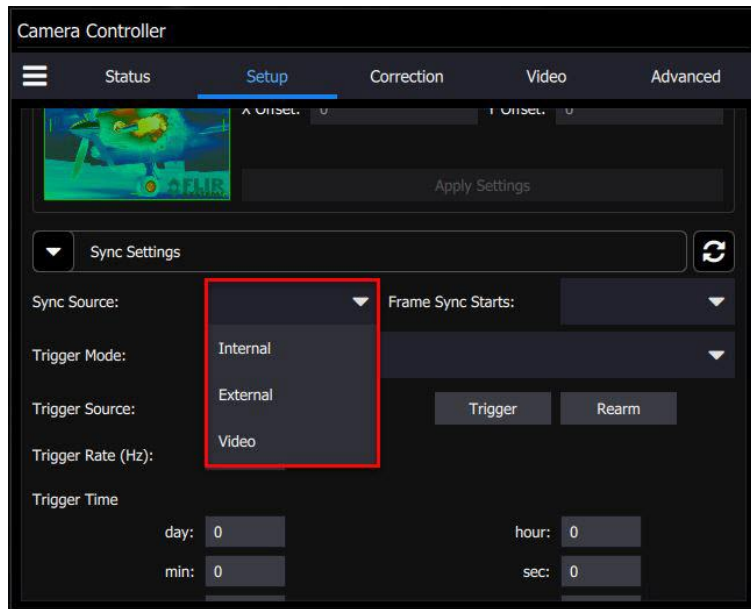 Camera Controller
Status Setup Correction Video Advanced
X Offset: 0 Y Offset: 0
FLIR
Apply Settings
Sync Settings
Sync Source: Frame Sync Starts:
Internal
Trigger Mode:
External
Trigger Source: Trigger Rearm
Video
Trigger Rate (Hz):
Trigger Time
day: 0 hour: 0
min: 0 sec: 0